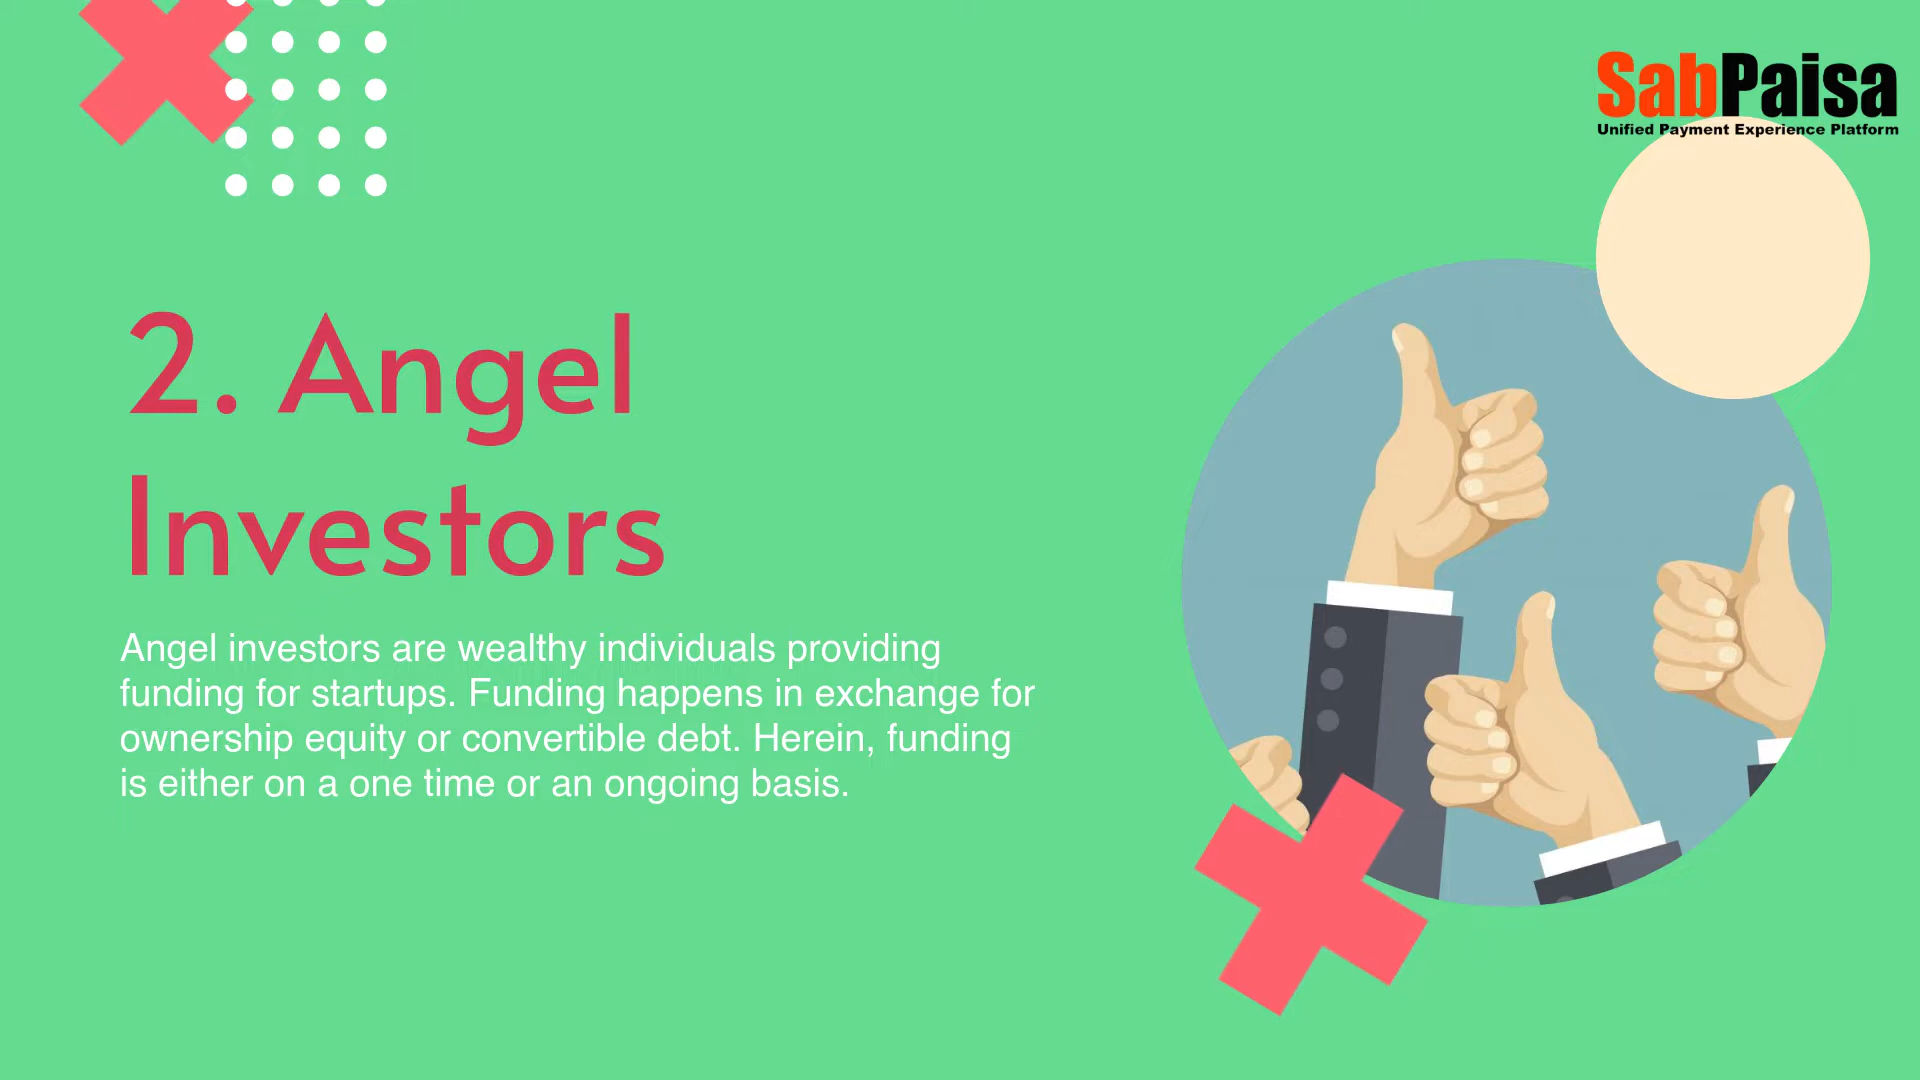 SabPaisa
Unified Payment Experience Platform
2. Angel
Investors
Angel investors are wealthy individuals providing
funding for startups. Funding happens in exchange for
ownership equity or convertible debt. Herein, funding
is either on a one time or an ongoing basis.